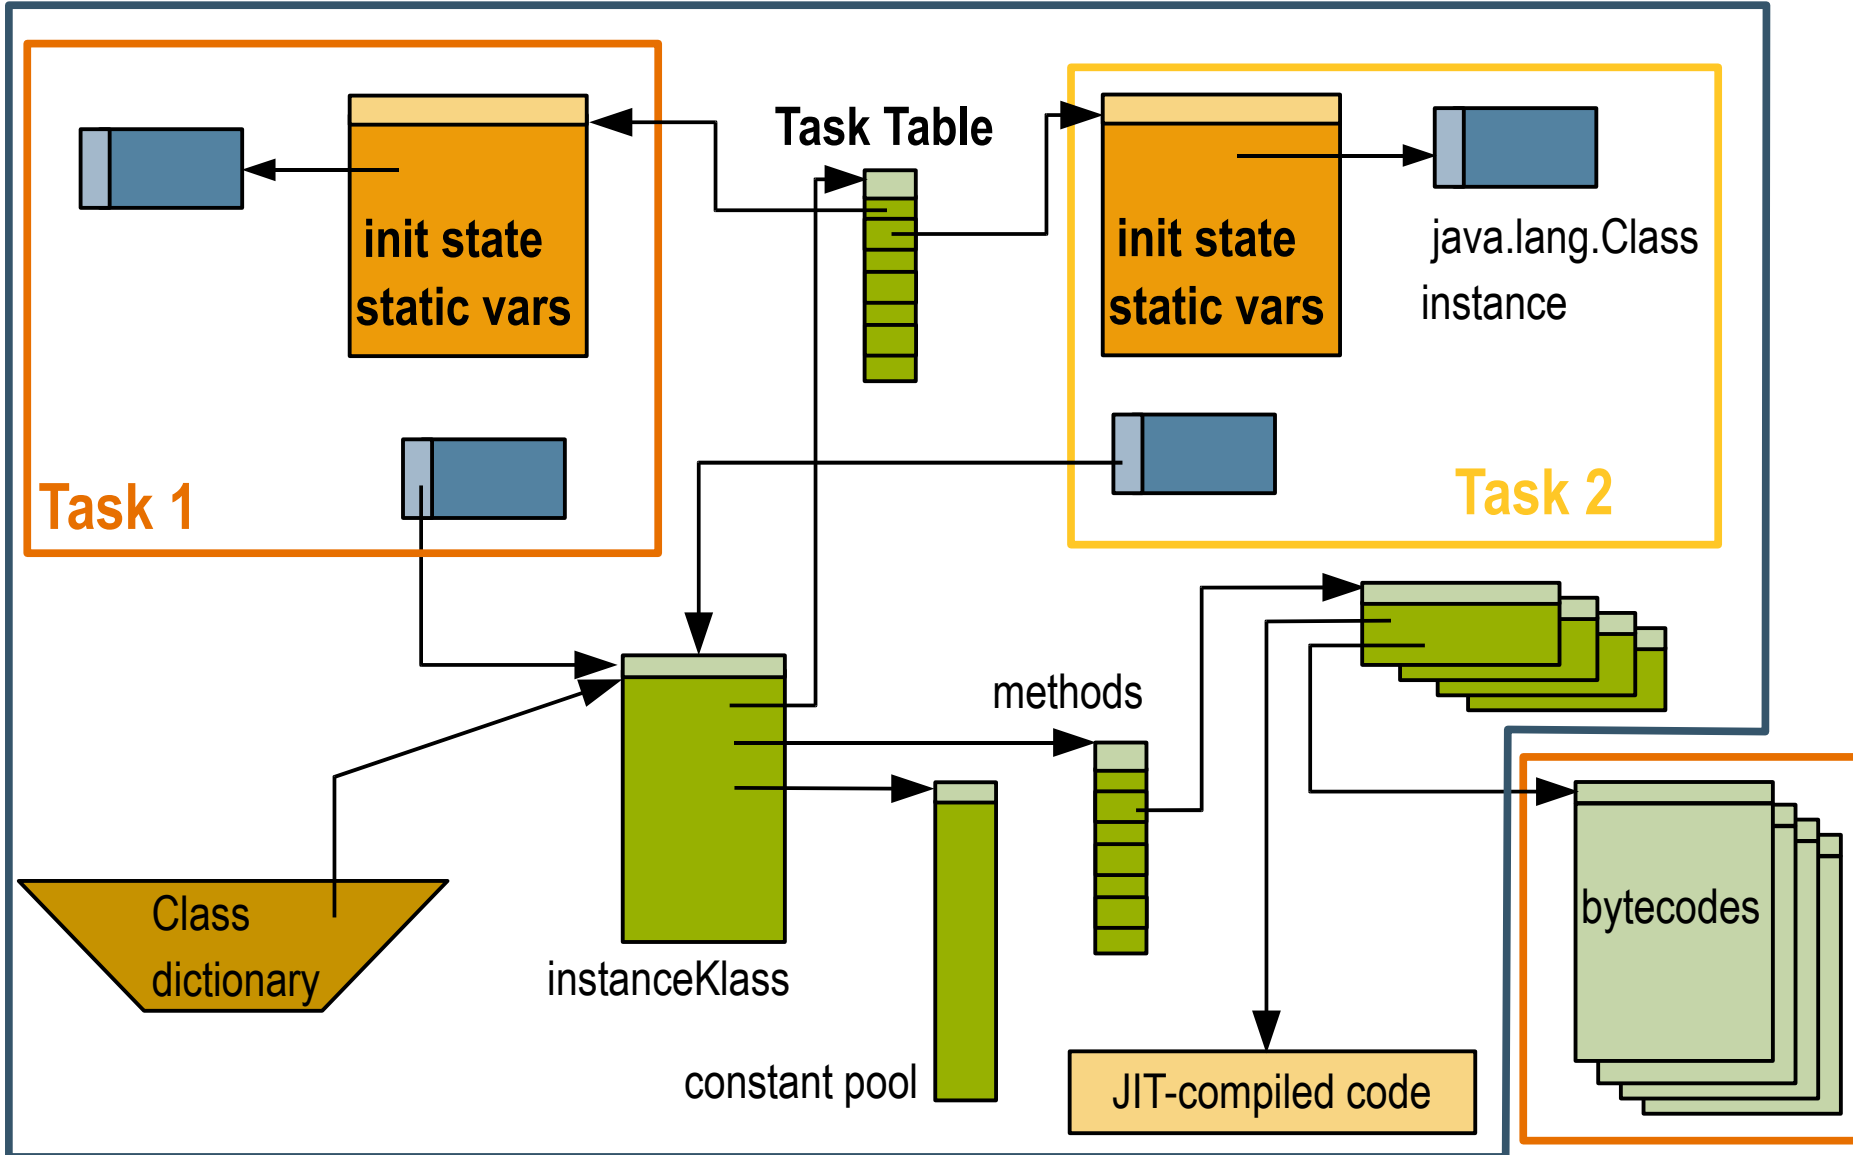 Task Table
init state
static vars
init state
static vars
java.lang.Class
instance
Task 1
Task 2
methods
Class
dictionary
instanceKlass
bytecodes
constant pool
JIT-compiled code